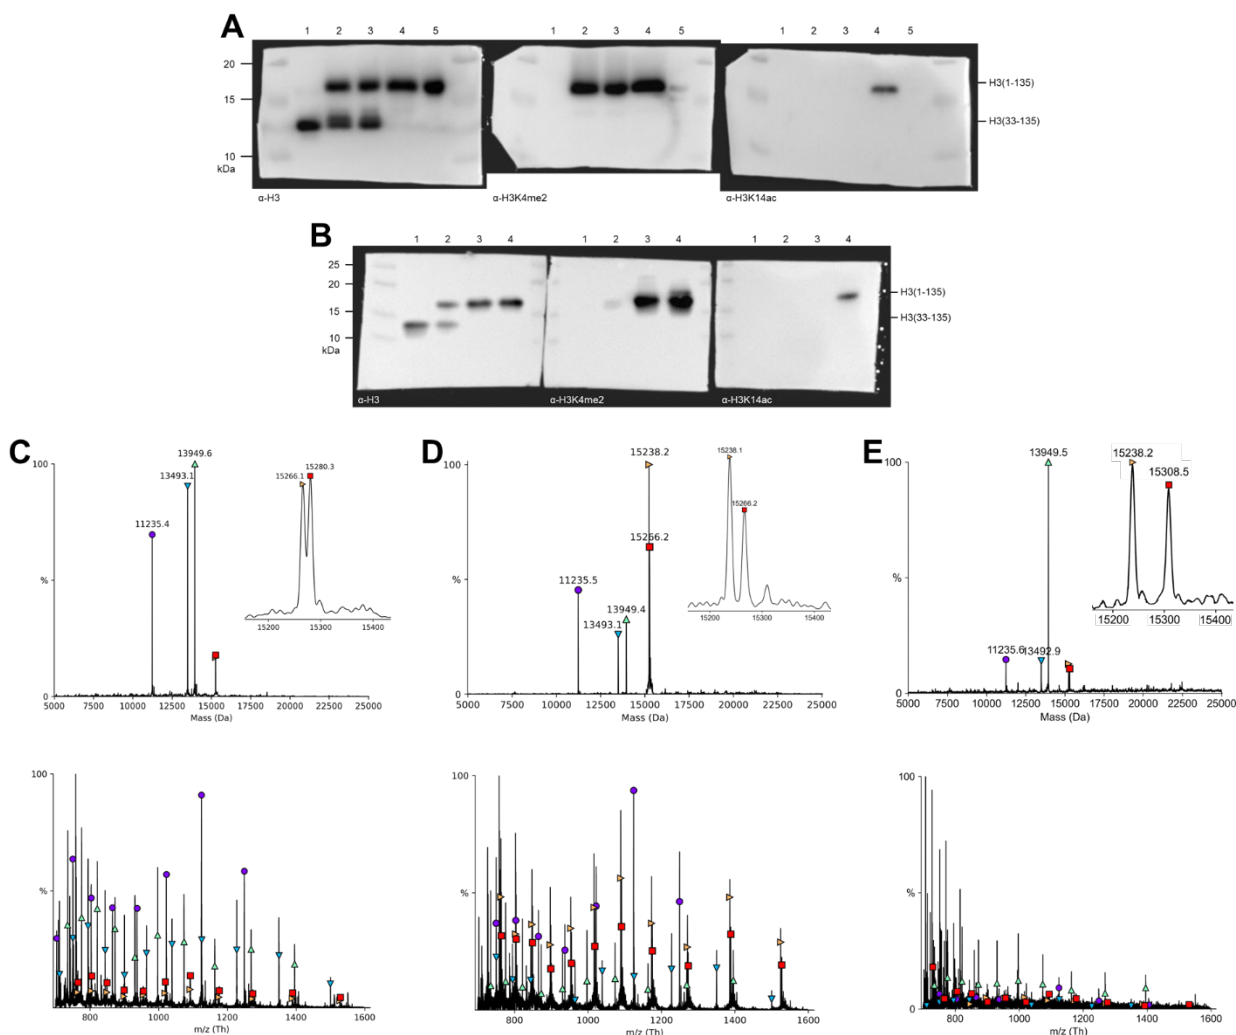 A
1 2 3 4 5
1 2 3 4 5
1 2 3 4 5
20
15
10
kDa
H3(1-135)
H3(33-135)
α-H3
α-H3K4me2
α-H3K14ac
B
1 2 3 4
1 2 3 4
1 2 3 4
25
20
15
10
kDa
H3(1-135)
H3(33-135)
α-H3
α-H3K4me2
α-H3K14ac
C
100
%
0
13949.6
13493.1
11235.4
15266.1
15280.3
15200 15300 15400
5000 7500 10000 12500 15000 17500 20000 22500 25000
Mass (Da)
D
100
%
0
15238.2
15266.2
11235.5
13493.1
13949.4
15238.1
15266.2
15200 15300 15400
5000 7500 10000 12500 15000 17500 20000 22500 25000
Mass (Da)
E
100
%
0
13949.5
11235.6
13492.9
15238.2
15308.5
15200 15300 15400
5000 7500 10000 12500 15000 17500 20000 22500 25000
Mass (Da)
100
%
0
800 1000 1200 1400 1600
m/z (Th)
100
%
0
800 1000 1200 1400 1600
m/z (Th)
100
%
0
800 1000 1200 1400 1600
m/z (Th)